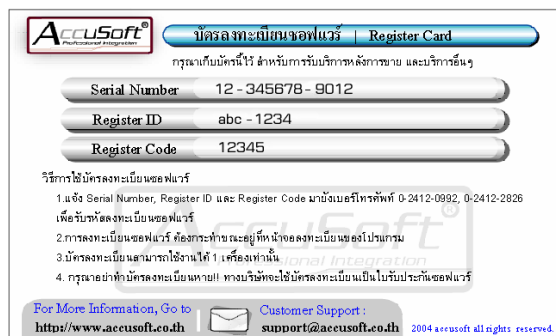 AccuSoft®
Professional Integration
บัตรลงทะเบียนซอฟแวร์ | Register Card
กรุณาเก็บบัตรนี้ไว้ สำหรับการรับบริการหลังการขาย และบริการอื่นๆ
Serial Number 12 - 345678 - 9012
Register ID abc - 1234
Register Code 12345
วิธีการใช้บัตรลงทะเบียนซอฟแวร์
1.แจ้ง Serial Number, Register ID และ Register Code มายังเบอร์โทรศัพท์ 0-2412-0992, 0-2412-2826
เพื่อรับรหัสลงทะเบียนซอฟแวร์
2.การลงทะเบียนซอฟแวร์ ต้องกระทำขณะอยู่ที่หน้าจอลงทะเบียนของโปรแกรม
3.บัตรลงทะเบียนสามารถใช้งานได้ 1 เครื่องเท่านั้น
4. กรุณาอย่าทำบัตรลงทะเบียนหาย!! ทางบริษัทจะใช้บัตรลงทะเบียนเป็นใบรับประกันซอฟแวร์
AccuSoft®
Professional Integration
For More Information, Go to
http://www.accusoft.co.th
Customer Support :
support@accusoft.co.th
2004 accusoft all rights reserved.